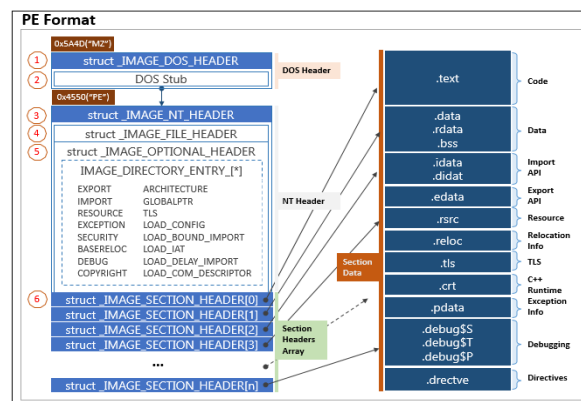 PE Format
0x5A4D("MZ")
1
struct _IMAGE_DOS_HEADER
2
DOS Stub
DOS Header
0x4550("PE")
3
struct _IMAGE_NT_HEADER
4
struct _IMAGE_FILE_HEADER
5
struct _IMAGE_OPTIONAL_HEADER
IMAGE_DIRECTORY_ENTRY_[*]
EXPORT ARCHITECTURE
IMPORT GLOBALPTR
RESOURCE TLS
EXCEPTION LOAD_CONFIG
SECURITY LOAD_BOUND_IMPORT
BASERELOC LOAD_IAT
DEBUG LOAD_DELAY_IMPORT
COPYRIGHT LOAD_COM_DESCRIPTOR
NT Header
6
struct _IMAGE_SECTION_HEADER[0]
struct _IMAGE_SECTION_HEADER[1]
struct _IMAGE_SECTION_HEADER[2]
struct _IMAGE_SECTION_HEADER[3]
...
struct _IMAGE_SECTION_HEADER[n]
Section
Headers
Array
Section
Data
.text
Code
.data
.rdata
.bss
Data
.idata
.didat
Import
API
.edata
Export
API
.rsrc
Resource
.reloc
Relocation
Info
.tls
TLS
.crt
C++
Runtime
.pdata
Exception
Info
.debug$S
.debug$T
.debug$P
Debugging
.drectve
Directives